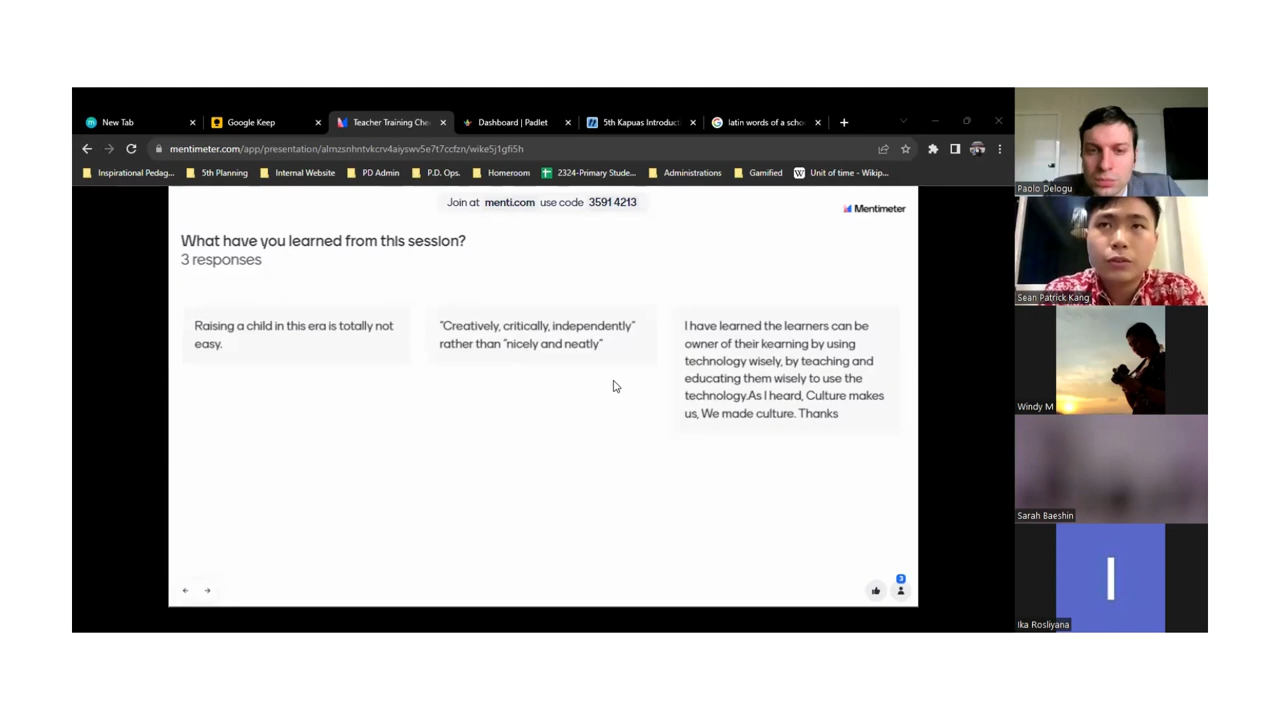 New Tab
Google Keep
Teacher Training Che
Dashboard | Padlet
5th Kapuas Introducti
latin words of a scho
mentimeter.com/app/presentation/almzsnhntvkcrv4aiyswv5e7t7ccfzn/wike5j1gfi5h
Inspirational Pedag...
5th Planning
Internal Website
PD Admin
P.D. Ops.
Homeroom
2324-Primary Stude...
Administrations
Gamified
Unit of time - Wikip...
Join at menti.com use code 3591 4213
Mentimeter
What have you learned from this session?
3 responses
Raising a child in this era is totally not
easy.
"Creatively, critically, independently"
rather than "nicely and neatly"
I have learned the learners can be
owner of their kearning by using
technology wisely, by teaching and
educating them wisely to use the
technology.As I heard, Culture makes
us, We made culture. Thanks
3
Paolo Delogu
Sean Patrick Kang
Windy M
Sarah Baeshin
I
Ika Rosliyana